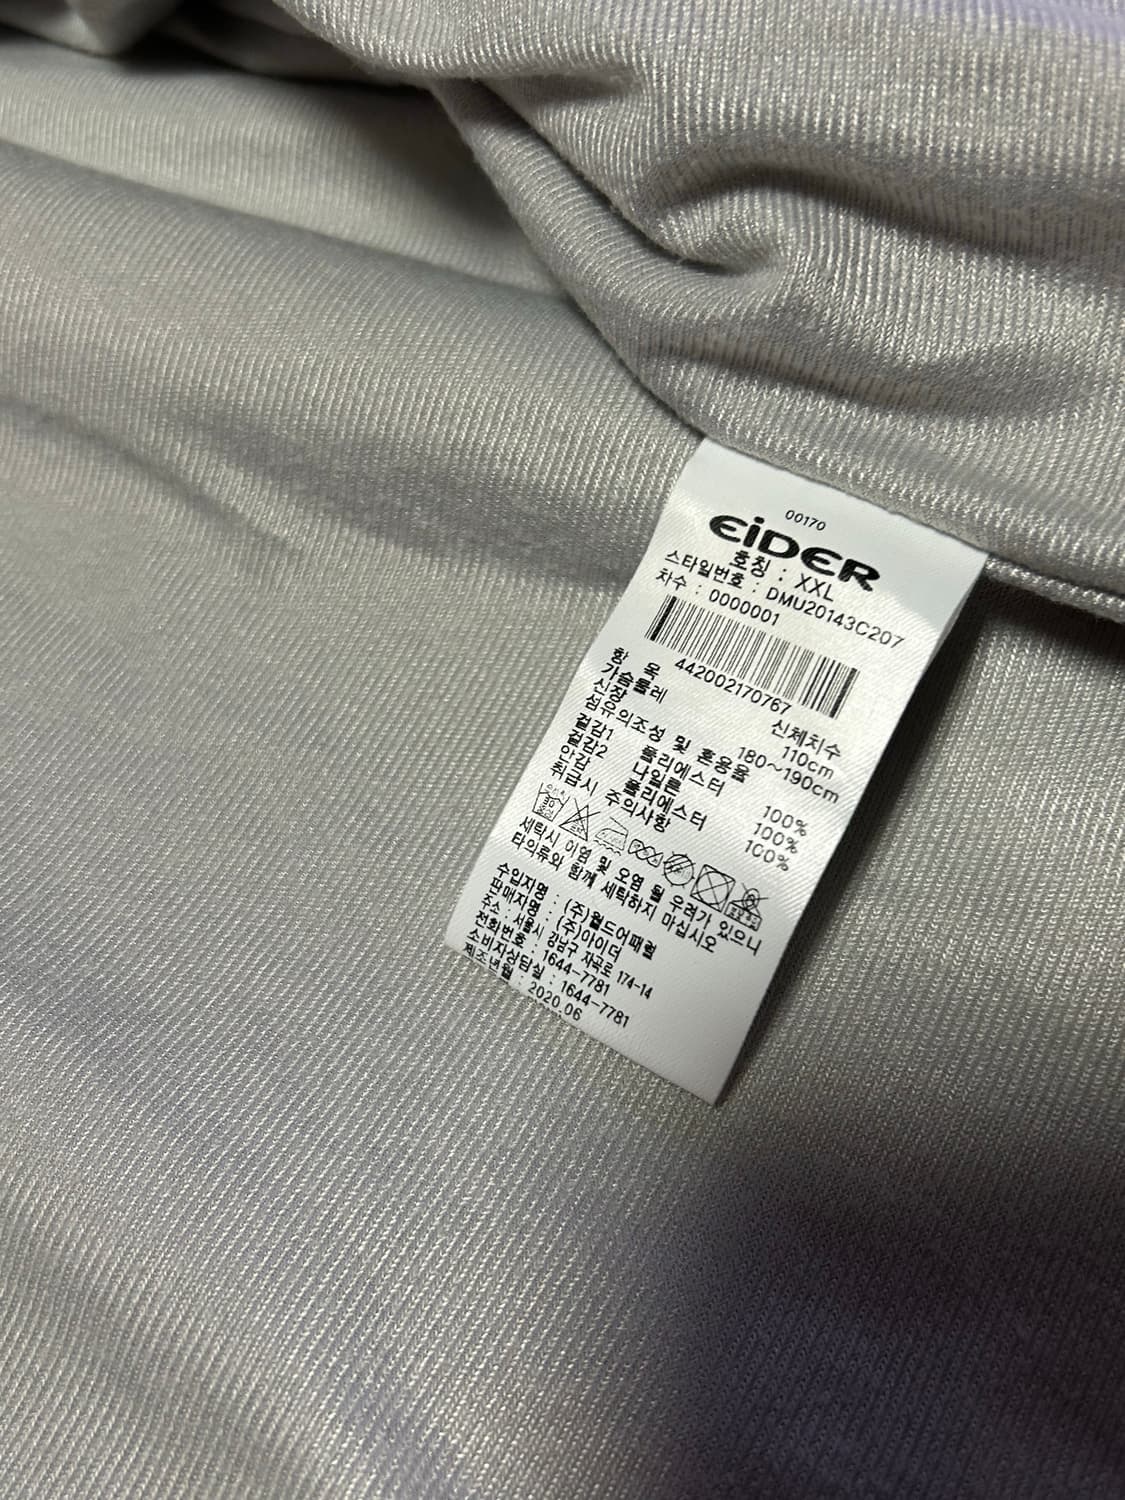 00170
EiDER
호칭 : XXL
스타일번호 : DMU20143C207
차수 : 0000001
442002170767
항 목 신체치수
가슴둘레 110cm
신장 180~190cm
섬유의조성 및 혼용율
겉감1 폴리에스터 100%
겉감2 나일론 100%
안감 폴리에스터 100%
취급시 주의사항
세탁시 이염 및 오염 될 우려가 있으니
타의류와 함께 세탁하지 마십시오
수입자명 : (주)월드어패럴
판매자명 : (주)아이더
주소 : 서울시 강남구 자곡로 174-14
전화번호 : 1644-7781
소비자상담실 : 1644-7781
제조년월 : 2020.06